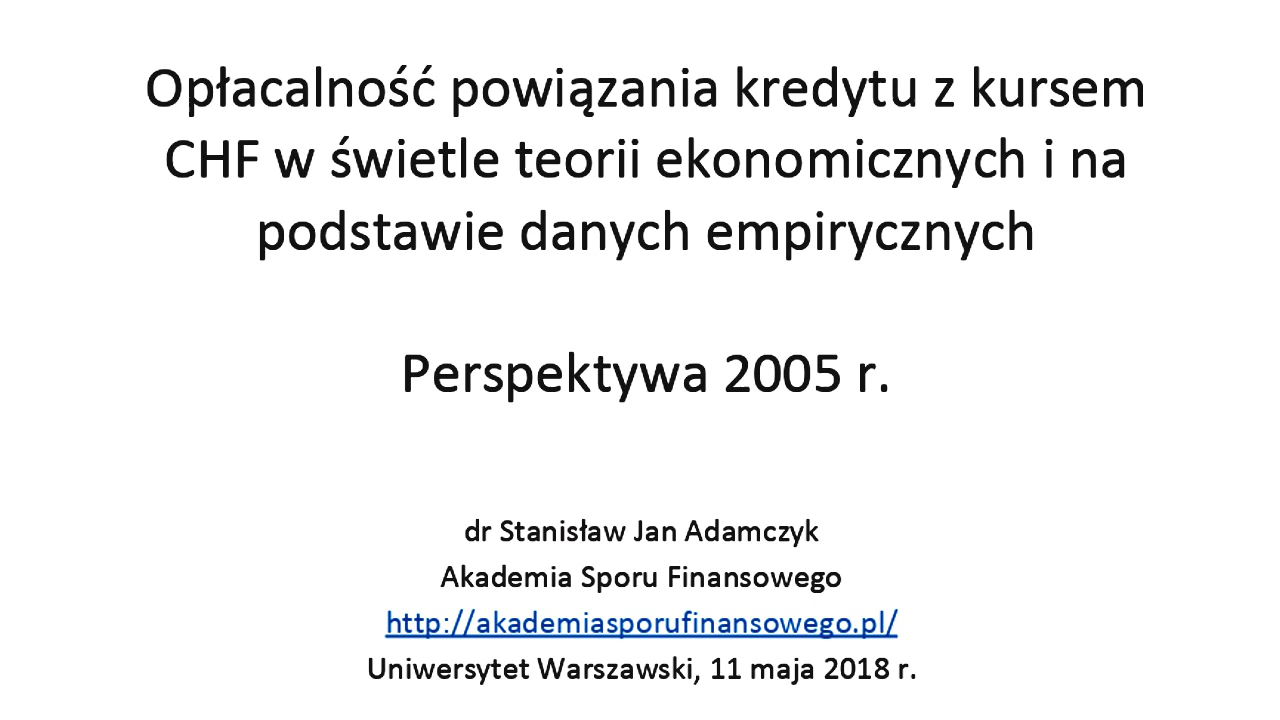 Opłacalność powiązania kredytu z kursem
CHF w świetle teorii ekonomicznych i na
podstawie danych empirycznych
Perspektywa 2005 r.
dr Stanisław Jan Adamczyk
Akademia Sporu Finansowego
http://akademiasporufinansowego.pl/
Uniwersytet Warszawski, 11 maja 2018 r.